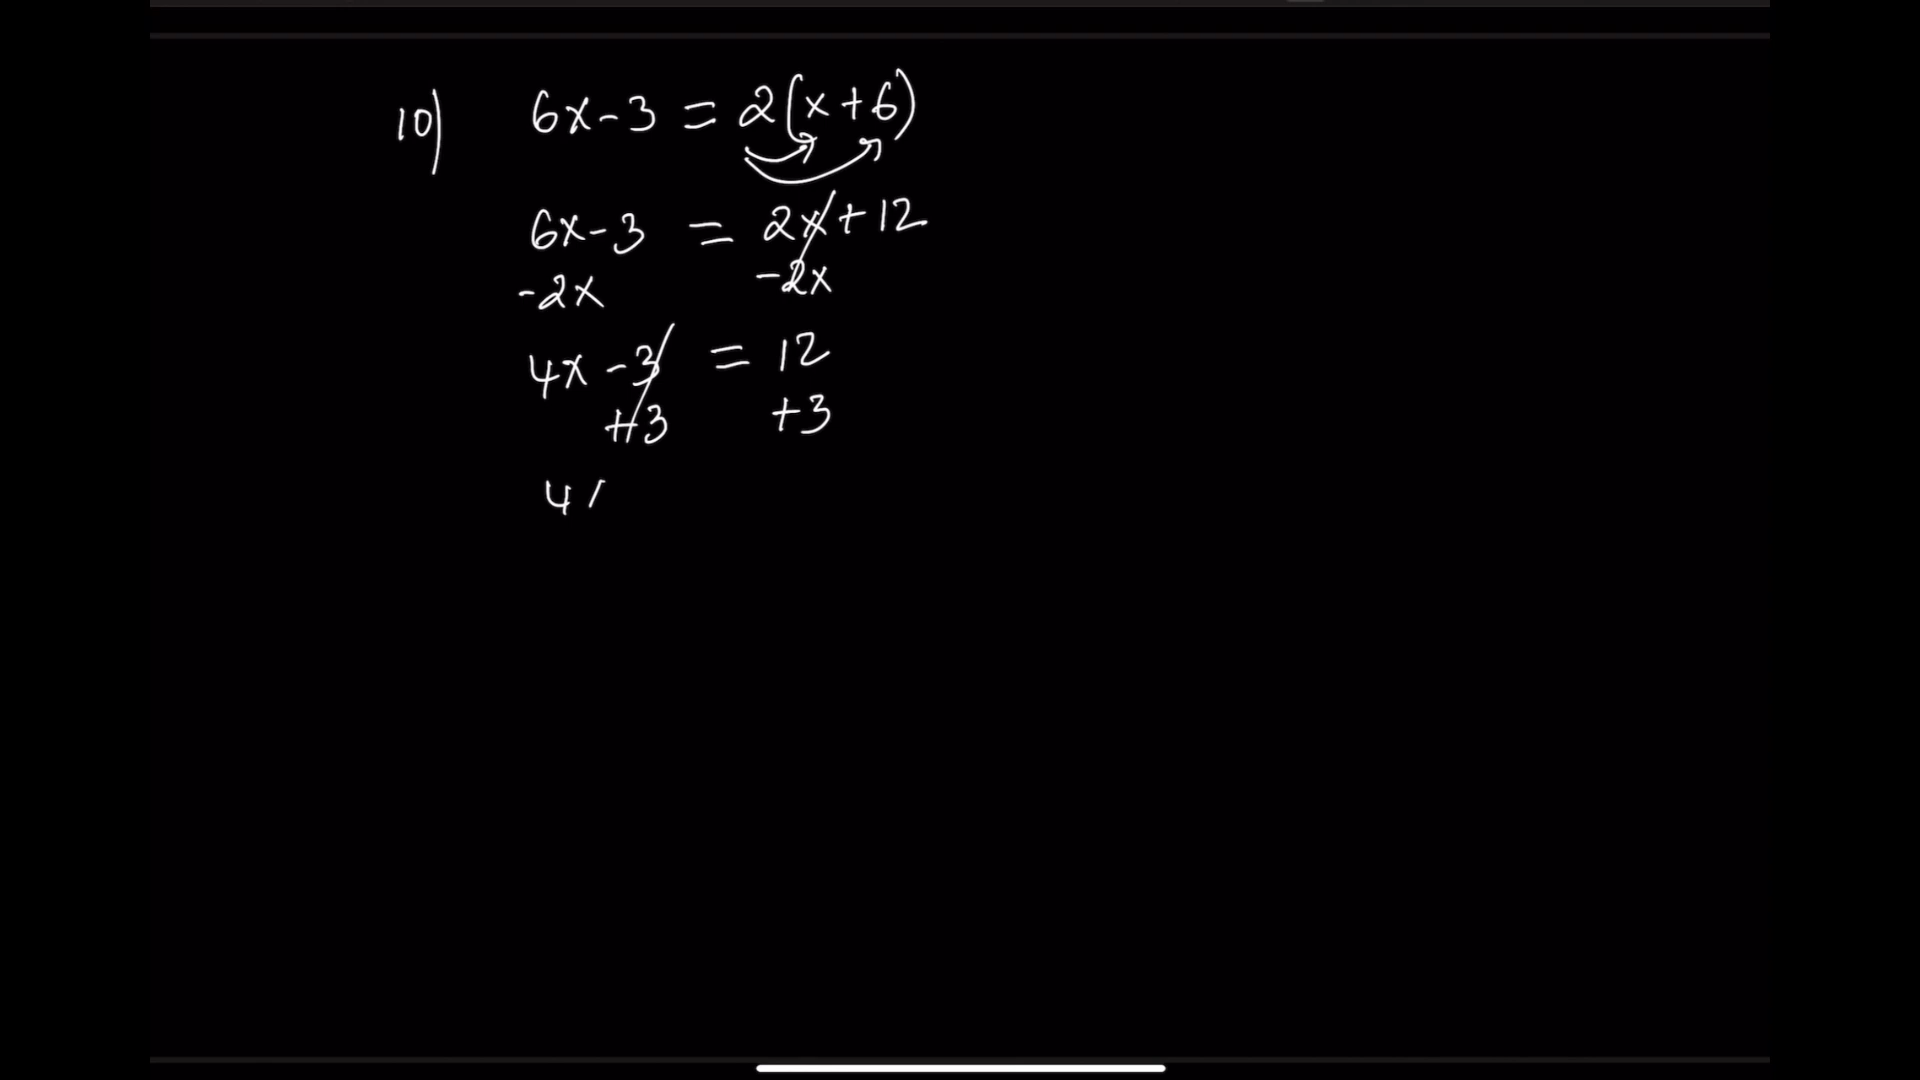 10) 6x-3 = 2(x+6)
6x-3 = 2x+12
-2x -2x
4x-3 = 12
+3 +3
4